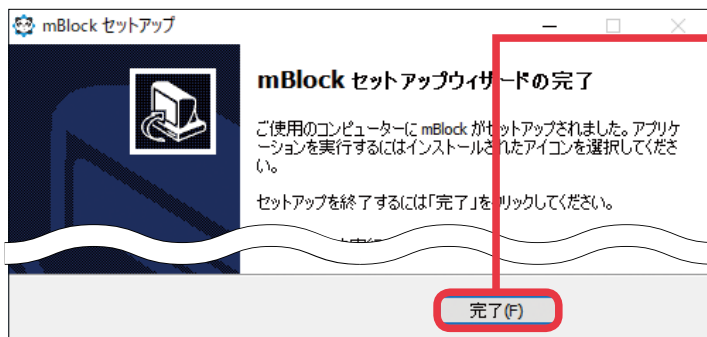 mBlock セットアップ
mBlock セットアップウィザードの完了
ご使用のコンピューターに mBlock がセットアップされました。アプリケ
ーションを実行するにはインストールされたアイコンを選択してくださ
い。
セットアップを終了するには「完了」をクリックしてください。
完了(F)